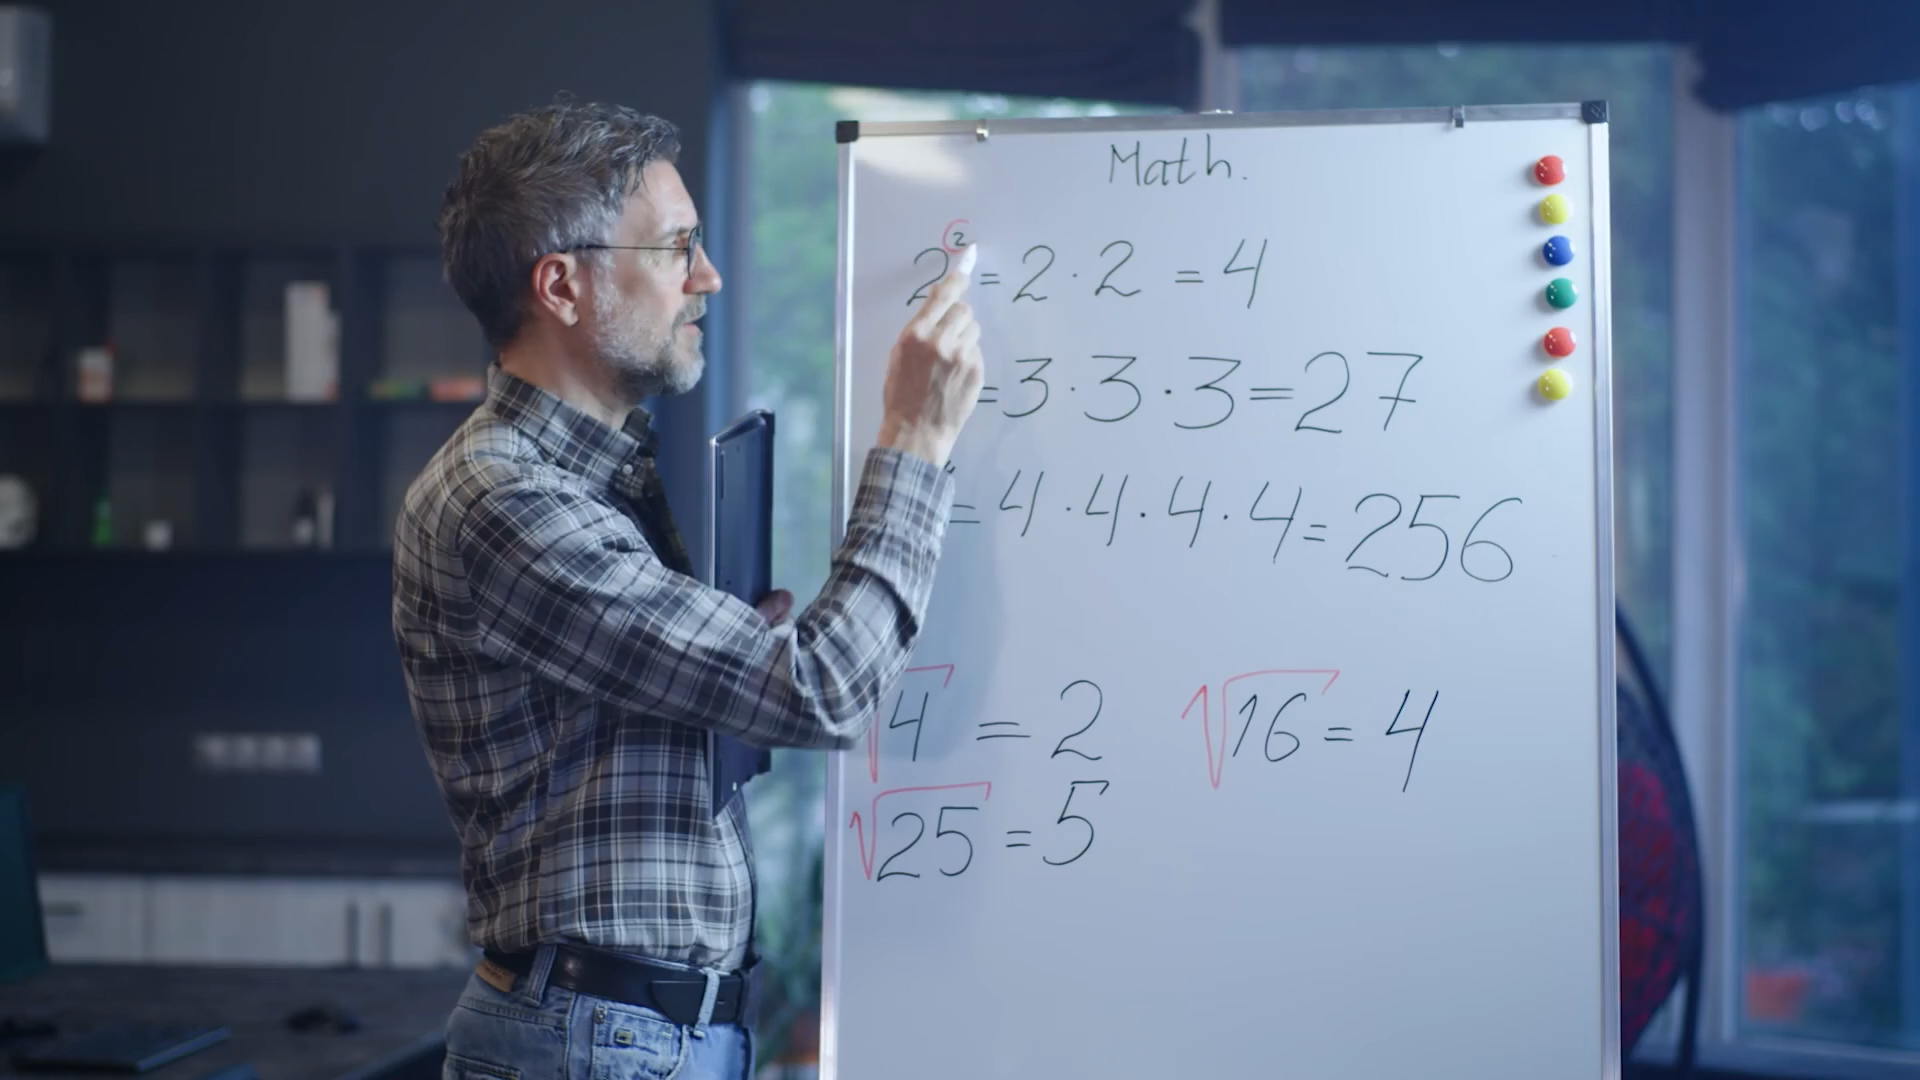 Math.
2² = 2 · 2 = 4
= 3 · 3 · 3 = 27
= 4 · 4 · 4 · 4 = 256
√4 = 2 √16 = 4
√25 = 5